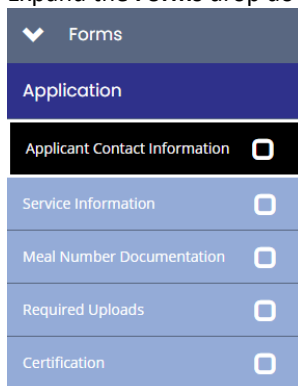 Forms
Application
Applicant Contact Information
Service Information
Meal Number Documentation
Required Uploads
Certification